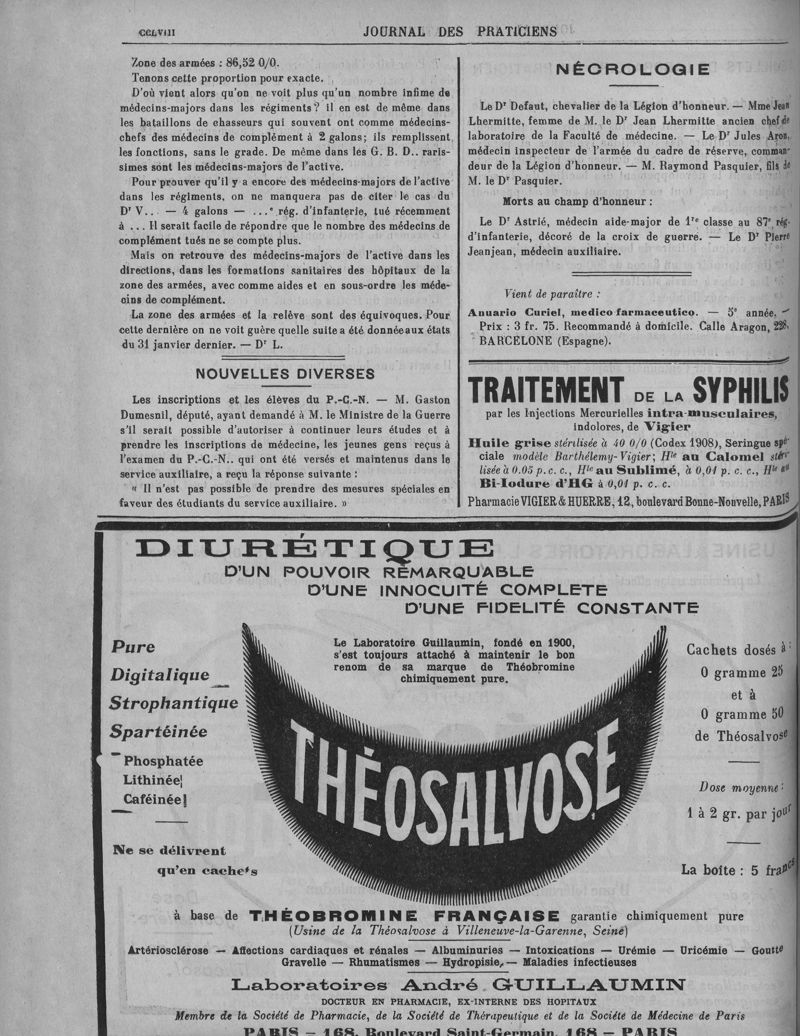 CCLVIII
JOURNAL DES PRATICIENS
Zone des armées : 86,52 0/0.
Tenons cette proportion pour exacte.
D'où vient alors qu'on ne voit plus qu'un nombre infime de
médecins-majors dans les régiments ? il en est de même dans
les bataillons de chasseurs qui souvent ont comme médecins-
chefs des médecins de complément à 2 galons ; ils remplissent
les fonctions, sans le grade. De même dans les G. B. D.. raris-
simes sont les médecins-majors de l'active.
Pour prouver qu'il y a encore des médecins-majors de l'active
dans les régiments, on ne manquera pas de citer le cas du
Dr V.. — 4 galons — ...e rég. d'infanterie, tué récemment
à ... Il serait facile de répondre que le nombre des médecins de
complément tués ne se compte plus.
Mais on retrouve des médecins-majors de l'active dans les
directions, dans les formations sanitaires des hôpitaux de la
zone des armées, avec comme aides et en sous-ordre les méde-
cins de complément.
La zone des armées et la relève sont des équivoques. Pour
cette dernière on ne voit guère quelle suite a été donnée aux états
du 31 janvier dernier. — Dr L.
NOUVELLES DIVERSES
Les inscriptions et les élèves du P.-C.-N. — M. Gaston
Dumesnil, député, ayant demandé à M. le Ministre de la Guerre
s'il serait possible d'autoriser à continuer leurs études et à
prendre les inscriptions de médecine, les jeunes gens reçus à
l'examen du P.-C.-N.. qui ont été versés et maintenus dans le
service auxiliaire, a reçu la réponse suivante :
« Il n'est pas possible de prendre des mesures spéciales en
faveur des étudiants du service auxiliaire. »
NÉCROLOGIE
Le Dr Defaut, chevalier de la Légion d'honneur. — Mme Jean
Lhermitte, femme de M. le Dr Jean Lhermitte ancien chef de
laboratoire de la Faculté de médecine. — Le Dr Jules Aron,
médecin inspecteur de l'armée du cadre de réserve, comman-
deur de la Légion d'honneur. — M. Raymond Pasquier, fils de
M. le Dr Pasquier.
Morts au champ d'honneur :
Le Dr Astrié, médecin aide-major de 1re classe au 87e rég.
d'infanterie, décoré de la croix de guerre. — Le Dr Pierre
Jeanjean, médecin auxiliaire.
Vient de paraître :
Anuario Curiel, medico farmaceutico. — 5e année. —
Prix : 3 fr. 75. Recommandé à domicile. Calle Aragon, 228,
BARCELONE (Espagne).
TRAITEMENT DE LA SYPHILIS
par les Injections Mercurielles intra-musculaires,
indolores, de Vigier
Huile grise stérilisée à 40 0/0 (Codex 1908), Seringue spé-
ciale modèle Barthélemy-Vigier ; Hle au Calomel stéri-
lisée à 0.05 p. c. c., Hle au Sublimé, à 0,01 p. c. c., Hle au
Bi-Iodure d'HG à 0,01 p. c. c.
Pharmacie VIGIER & HUERRE, 12, boulevard Bonne-Nouvelle, PARIS
DIURÉTIQUE
D'UN POUVOIR REMARQUABLE
D'UNE INNOCUITÉ COMPLETE
D'UNE FIDELITÉ CONSTANTE
Pure
Digitalique
Strophantique
Spartéinée
Phosphatée
Lithinée
Caféinée
Ne se délivrent
qu'en cachets
Le Laboratoire Guillaumin, fondé en 1900,
s'est toujours attaché à maintenir le bon
renom de sa marque de Théobromine
chimiquement pure.
THÉOSALVOSE
Cachets dosés à :
0 gramme 25
et à
0 gramme 50
de Théosalvose
Dose moyenne :
1 à 2 gr. par jour
La boîte : 5 francs
à base de THÉOBROMINE FRANÇAISE garantie chimiquement pure
(Usine de la Théosalvose à Villeneuve-la-Garenne, Seine)
Artériosclérose — Affections cardiaques et rénales — Albuminuries — Intoxications — Urémie — Uricémie — Goutte
Gravelle — Rhumatismes — Hydropisie — Maladies infectieuses
Laboratoires André GUILLAUMIN
DOCTEUR EN PHARMACIE, EX-INTERNE DES HOPITAUX
Membre de la Société de Pharmacie, de la Société de Thérapeutique et de la Société de Médecine de Paris
PARIS — 168, Boulevard Saint-Germain, 168 — PARIS